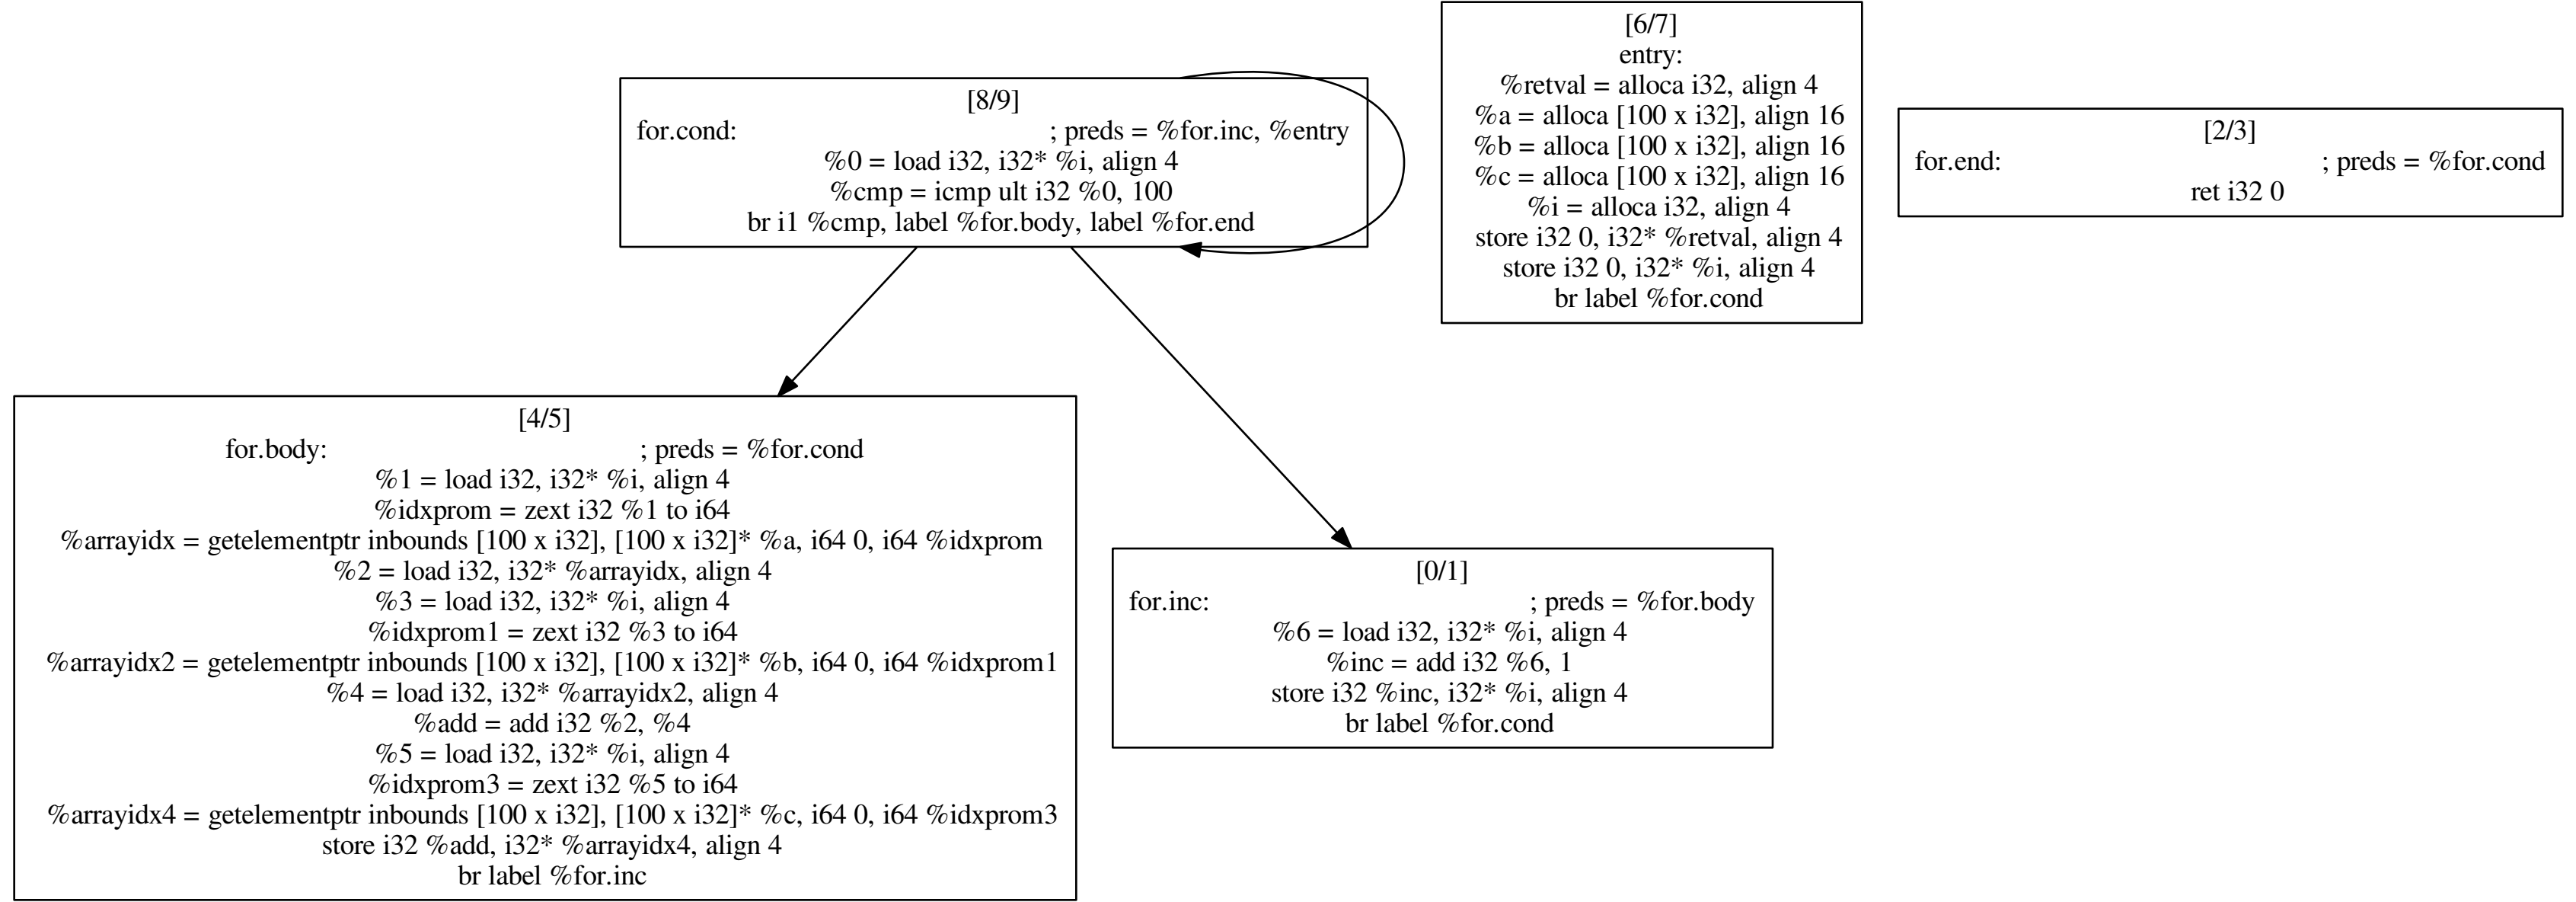 [8/9]
for.cond: ; preds = %for.inc, %entry
%0 = load i32, i32* %i, align 4
%cmp = icmp ult i32 %0, 100
br i1 %cmp, label %for.body, label %for.end
[6/7]
entry:
%retval = alloca i32, align 4
%a = alloca [100 x i32], align 16
%b = alloca [100 x i32], align 16
%c = alloca [100 x i32], align 16
%i = alloca i32, align 4
store i32 0, i32* %retval, align 4
store i32 0, i32* %i, align 4
br label %for.cond
[2/3]
for.end: ; preds = %for.cond
ret i32 0
[4/5]
for.body: ; preds = %for.cond
%1 = load i32, i32* %i, align 4
%idxprom = zext i32 %1 to i64
%arrayidx = getelementptr inbounds [100 x i32], [100 x i32]* %a, i64 0, i64 %idxprom
%2 = load i32, i32* %arrayidx, align 4
%3 = load i32, i32* %i, align 4
%idxprom1 = zext i32 %3 to i64
%arrayidx2 = getelementptr inbounds [100 x i32], [100 x i32]* %b, i64 0, i64 %idxprom1
%4 = load i32, i32* %arrayidx2, align 4
%add = add i32 %2, %4
%5 = load i32, i32* %i, align 4
%idxprom3 = zext i32 %5 to i64
%arrayidx4 = getelementptr inbounds [100 x i32], [100 x i32]* %c, i64 0, i64 %idxprom3
store i32 %add, i32* %arrayidx4, align 4
br label %for.inc
[0/1]
for.inc: ; preds = %for.body
%6 = load i32, i32* %i, align 4
%inc = add i32 %6, 1
store i32 %inc, i32* %i, align 4
br label %for.cond